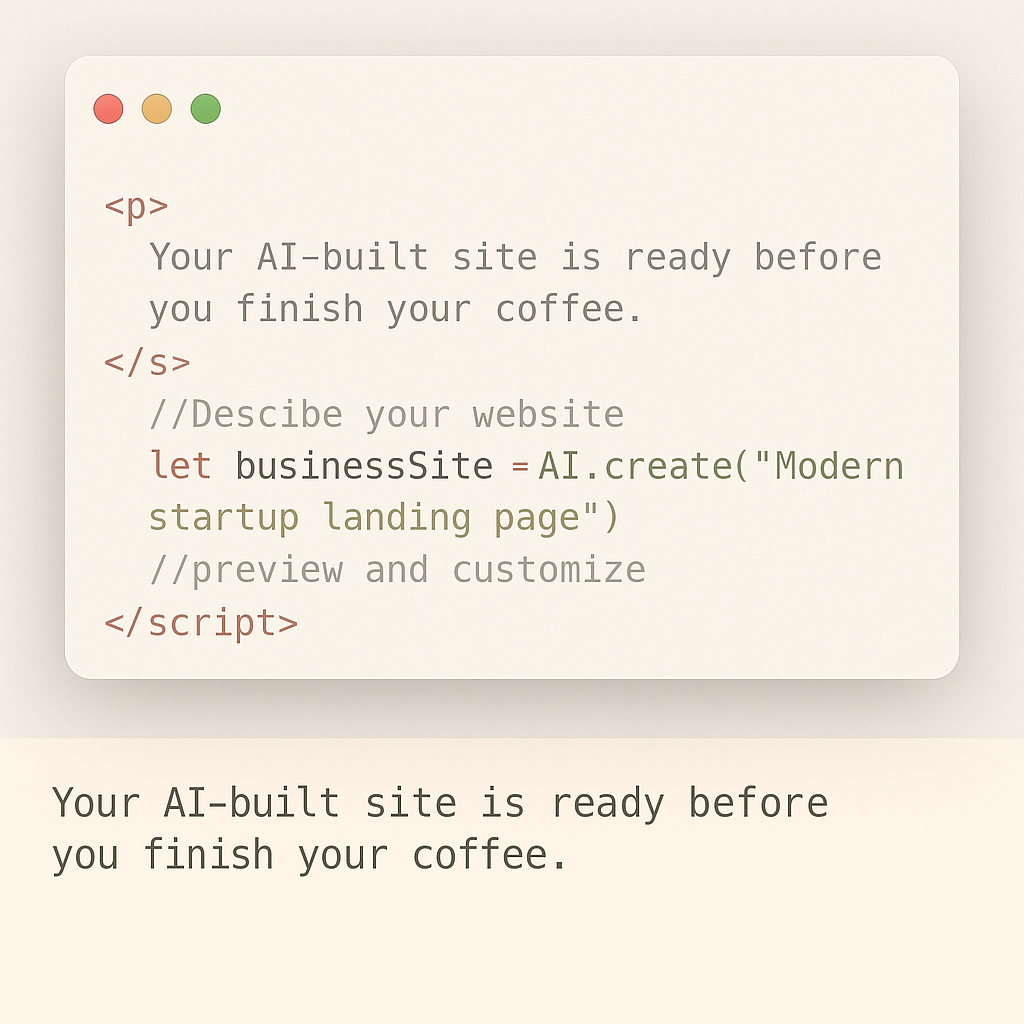 <p>
Your AI-built site is ready before
you finish your coffee.
</s>
//Descibe your website
let businessSite = AI.create("Modern
startup landing page")
//preview and customize
</script>
Your AI-built site is ready before
you finish your coffee.